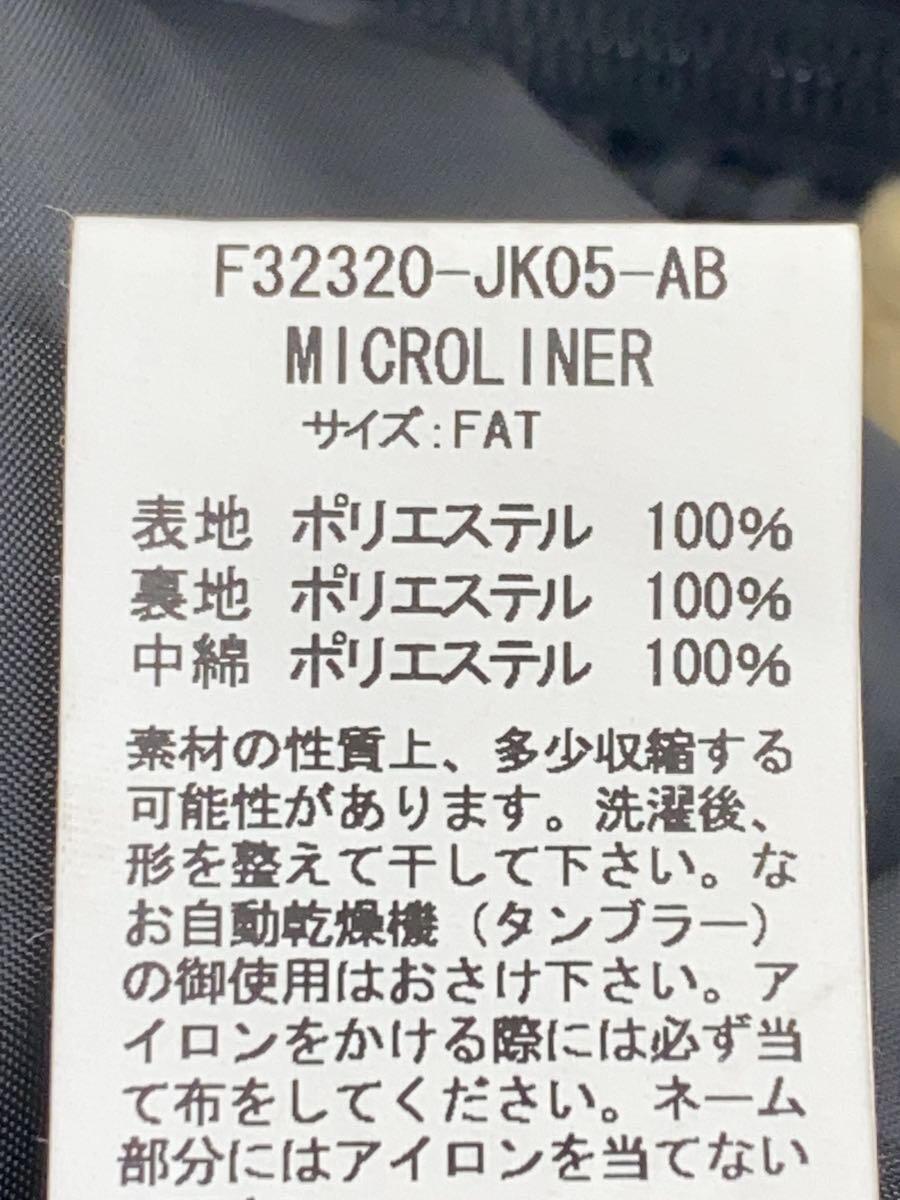 F32320-JK05-AB
MICROLINER
サイズ:FAT
表地 ポリエステル 100%
裏地 ポリエステル 100%
中綿 ポリエステル 100%
素材の性質上、多少収縮する
可能性があります。洗濯後、
形を整えて干して下さい。な
お自動乾燥機(タンブラー)
の御使用はおさけ下さい。ア
イロンをかける際には必ず当
て布をしてください。ネーム
部分にはアイロンを当てない